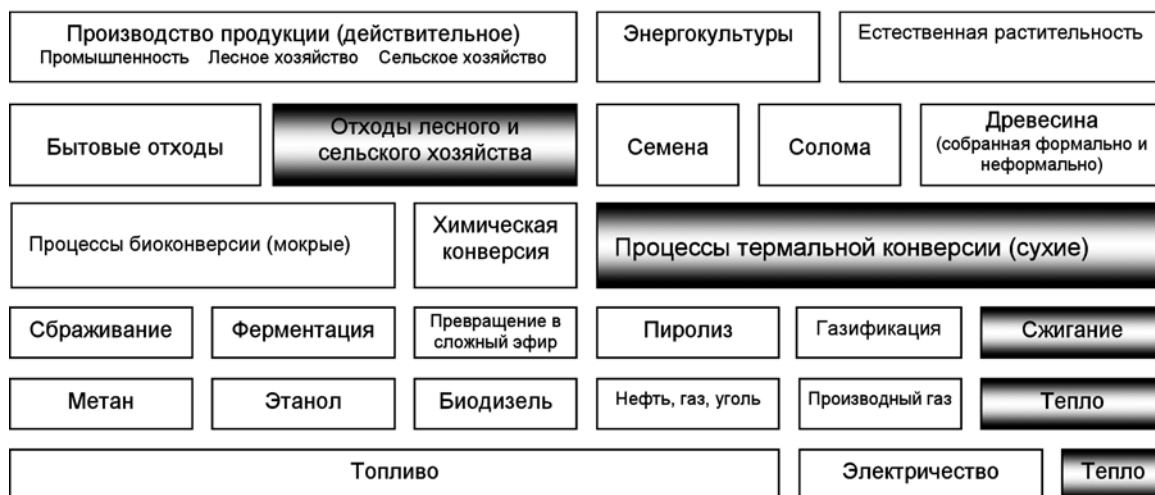 Производство продукции (действительное)
Промышленность Лесное хозяйство Сельское хозяйство
Энергокультуры
Естественная растительность
Бытовые отходы
Отходы лесного и
сельского хозяйства
Семена
Солома
Древесина
(собранная формально и
неформально)
Процессы биоконверсии (мокрые)
Химическая
конверсия
Процессы термальной конверсии (сухие)
Сбраживание
Ферментация
Превращение в
сложный эфир
Пиролиз
Газификация
Сжигание
Метан
Этанол
Биодизель
Нефть, газ, уголь
Производный газ
Тепло
Топливо
Электричество
Тепло